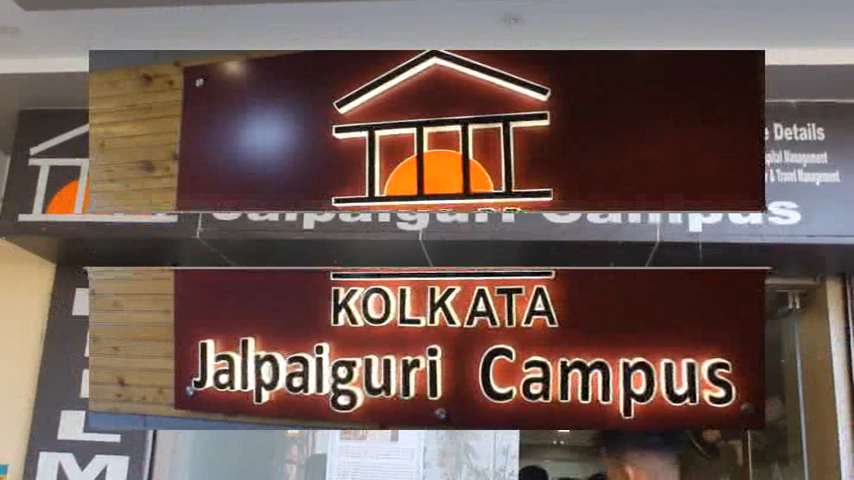 e Details
pital Management
y & Travel Management
Jalpaiguri Campus
KOLKATA
Jalpaiguri Campus